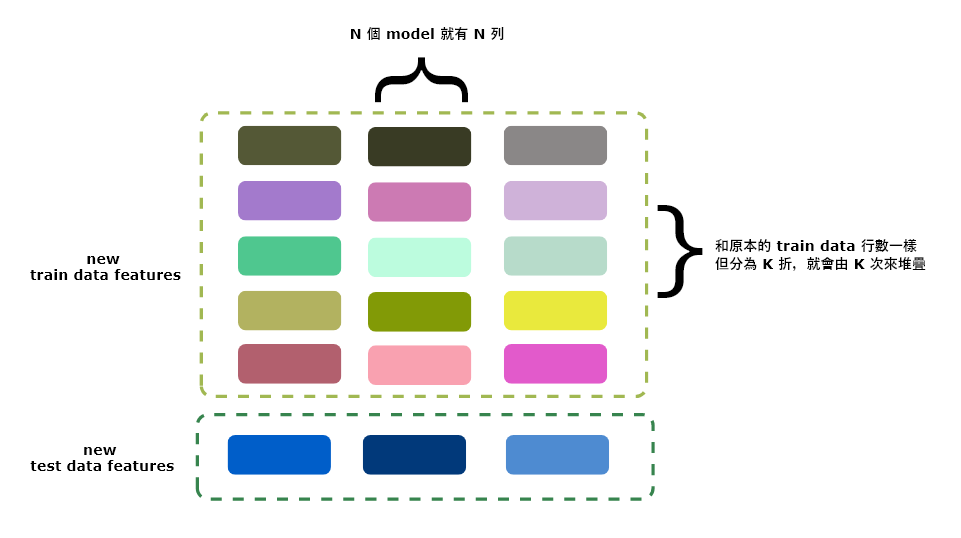 N 個 model 就有 N 列
new
train data features
和原本的 train data 行數一樣
但分為 K 折，就會由 K 次來堆疊
new
test data features